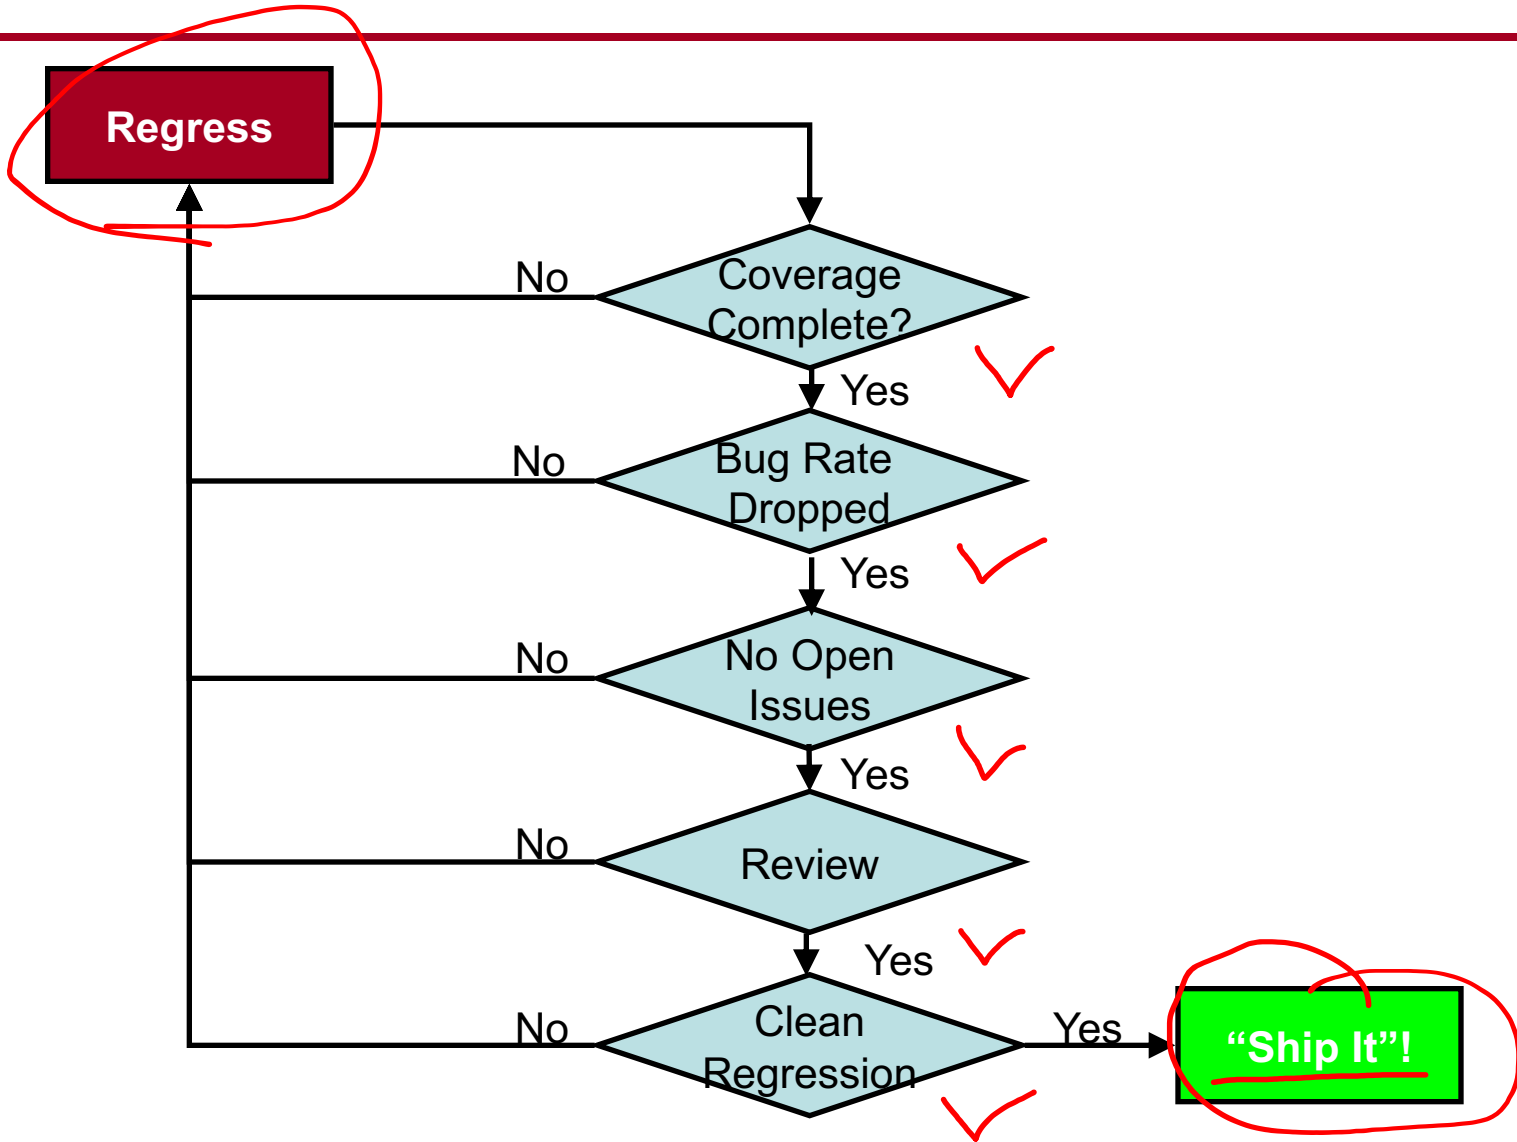 Regress
No
Coverage
Complete?
Yes
No
Bug Rate
Dropped
Yes
No
No Open
Issues
Yes
No
Review
Yes
No
Clean
Regression
Yes
“Ship It”!